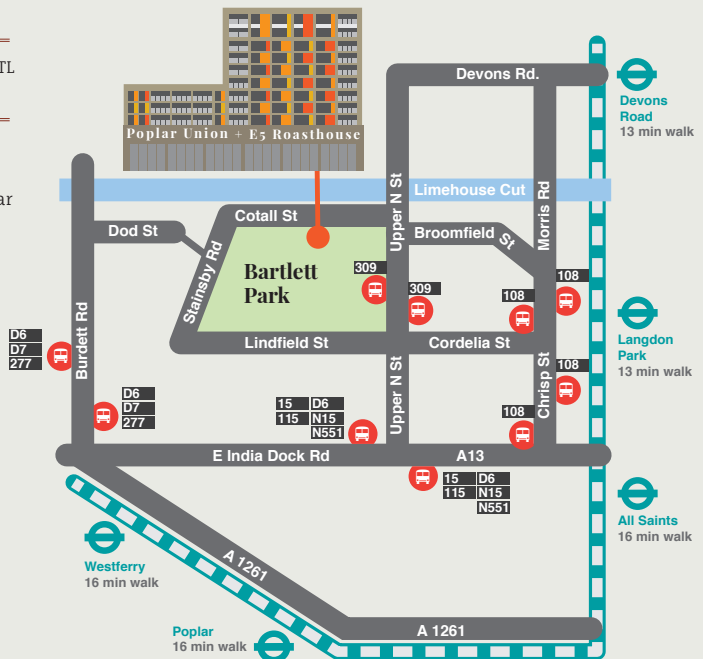 TL
ar
Poplar Union + E5 Roasthouse
Devons Rd.
Devons
Road
13 min walk
Limehouse Cut
Upper N St
Morris Rd
Cotall St
Dod St
Broomfield St
Stainsby Rd
Bartlett
Park
309
309
108
108
Burdett Rd
Lindfield St
Cordelia St
Langdon
Park
13 min walk
D6
D7
277
D6
D7
277
Upper N St
Chrisp St
108
108
15 D6
115 N15
N551
E India Dock Rd
A13
15 D6
115 N15
N551
All Saints
16 min walk
Westferry
16 min walk
A 1261
Poplar
16 min walk
A 1261